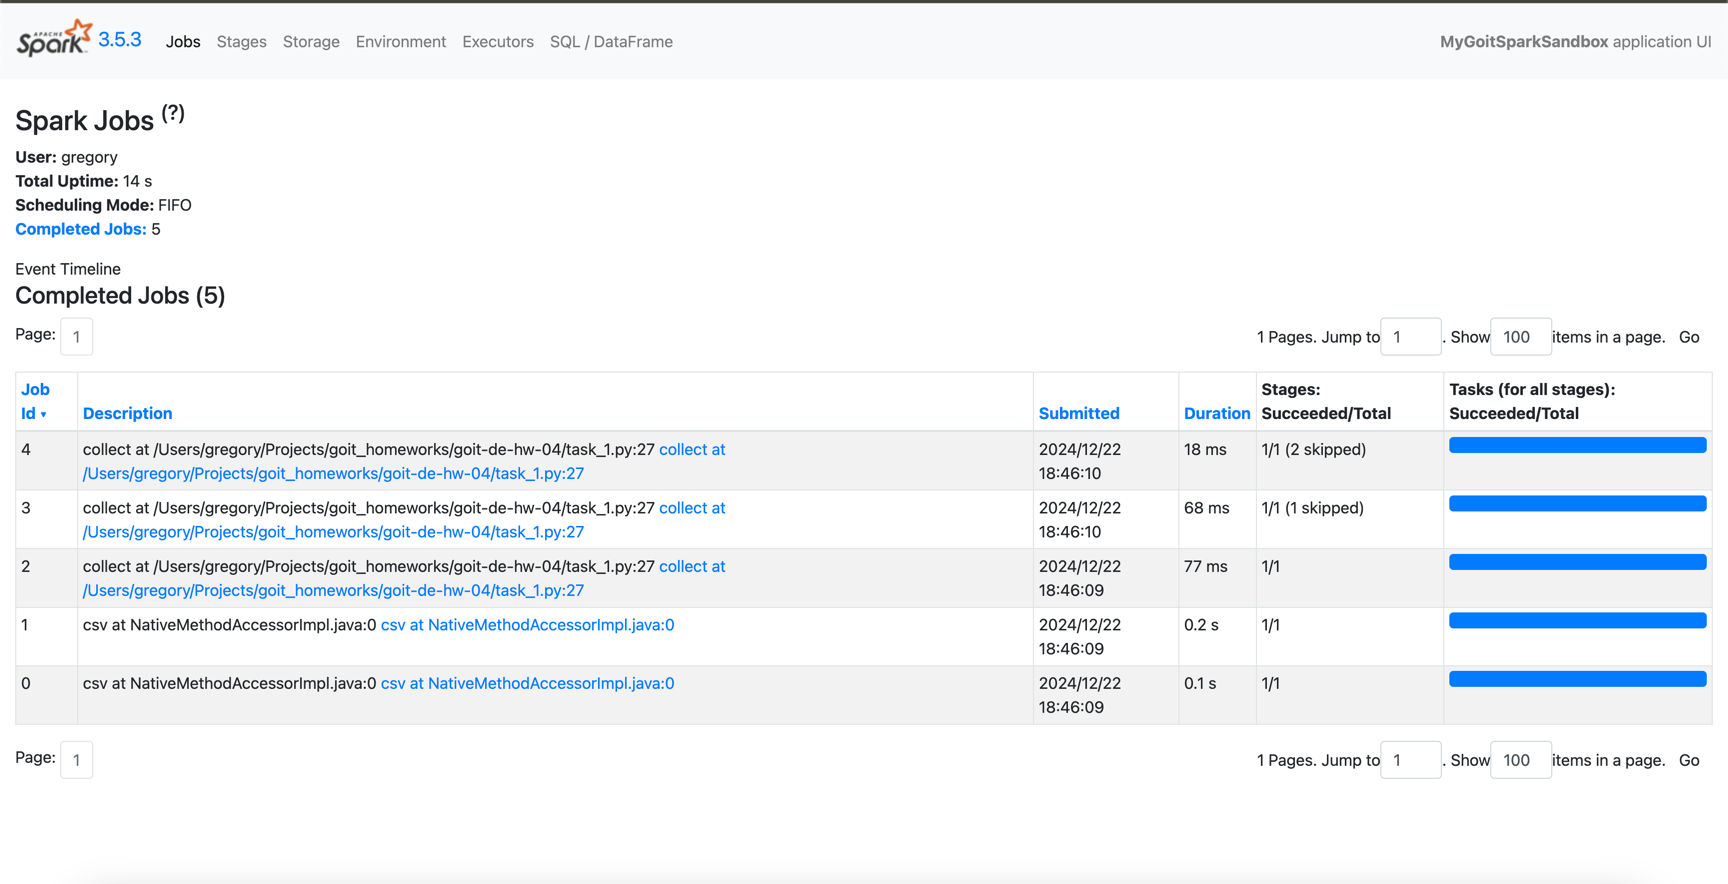 APACHE
Spark 3.5.3 Jobs Stages Storage Environment Executors SQL / DataFrame MyGoitSparkSandbox application UI
Spark Jobs (?)
User: gregory
Total Uptime: 14 s
Scheduling Mode: FIFO
Completed Jobs: 5
Event Timeline
Completed Jobs (5)
Page: 1 1 Pages. Jump to 1 . Show 100 items in a page. Go
Job Id ▾ Description Submitted Duration Stages: Succeeded/Total Tasks (for all stages): Succeeded/Total
4 collect at /Users/gregory/Projects/goit_homeworks/goit-de-hw-04/task_1.py:27 collect at 2024/12/22 18 ms 1/1 (2 skipped)
/Users/gregory/Projects/goit_homeworks/goit-de-hw-04/task_1.py:27 18:46:10
3 collect at /Users/gregory/Projects/goit_homeworks/goit-de-hw-04/task_1.py:27 collect at 2024/12/22 68 ms 1/1 (1 skipped)
/Users/gregory/Projects/goit_homeworks/goit-de-hw-04/task_1.py:27 18:46:10
2 collect at /Users/gregory/Projects/goit_homeworks/goit-de-hw-04/task_1.py:27 collect at 2024/12/22 77 ms 1/1
/Users/gregory/Projects/goit_homeworks/goit-de-hw-04/task_1.py:27 18:46:09
1 csv at NativeMethodAccessorImpl.java:0 csv at NativeMethodAccessorImpl.java:0 2024/12/22 0.2 s 1/1
18:46:09
0 csv at NativeMethodAccessorImpl.java:0 csv at NativeMethodAccessorImpl.java:0 2024/12/22 0.1 s 1/1
18:46:09
Page: 1 1 Pages. Jump to 1 . Show 100 items in a page. Go